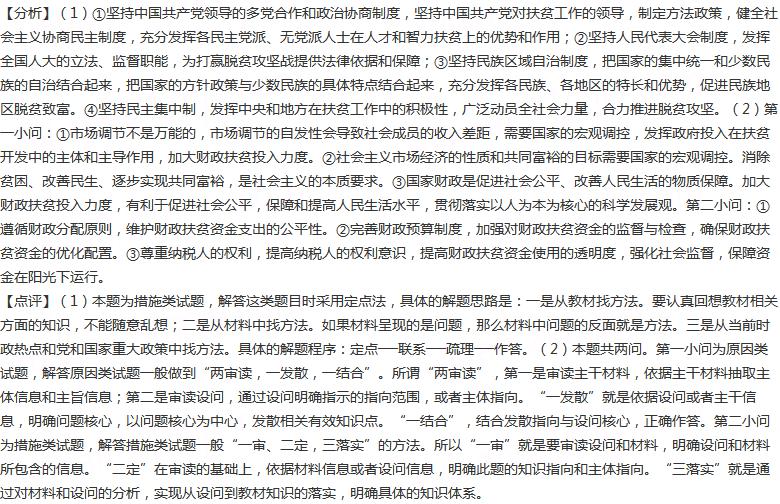 【分析】（1）①坚持中国共产党领导的多党合作和政治协商制度，坚持中国共产党对扶贫工作的领导，制定方法政策，健全社
会主义协商民主制度，充分发挥各民主党派、无党派人士在人才和智力扶贫上的优势和作用；②坚持人民代表大会制度，发挥
全国人大的立法、监督职能，为打赢脱贫攻坚战提供法律依据和保障；③坚持民族区域自治制度，把国家的集中统一和少数民
族的自治结合起来，把国家的方针政策与少数民族的具体特点结合起来，充分发挥各民族、各地区的特长和优势，促进民族地
区脱贫致富。④坚持民主集中制，发挥中央和地方在扶贫工作中的积极性，广泛动员全社会力量，合力推进脱贫攻坚。（2）第
一小问：①市场调节不是万能的，市场调节的自发性会导致社会成员的收入差距，需要国家的宏观调控，发挥政府投入在扶贫
开发中的主体和主导作用，加大财政扶贫投入力度。②社会主义市场经济的性质和共同富裕的目标需要国家的宏观调控。消除
贫困、改善民生、逐步实现共同富裕，是社会主义的本质要求。③国家财政是促进社会公平、改善人民生活的物质保障。加大
财政扶贫投入力度，有利于促进社会公平，保障和提高人民生活水平，贯彻落实以人为本为核心的科学发展观。第二小问：①
遵循财政分配原则，维护财政扶贫资金支出的公平性。②完善财政预算制度，加强对财政扶贫资金的监督与检查，确保财政扶
贫资金的优化配置。③尊重纳税人的权利，提高纳税人的权利意识，提高财政扶贫资金使用的透明度，强化社会监督，保障资
金在阳光下运行。
【点评】（1）本题为措施类试题，解答这类题目时采用定点法，具体的解题思路是：一是从教材找方法。要认真回想教材相关
方面的知识，不能随意乱想；二是从材料中找方法。如果材料呈现的是问题，那么材料中问题的反面就是方法。三是从当前时
政热点和党和国家重大政策中找方法。具体的解题程序：定点──联系──疏理──作答。（2）本题共两问。第一小问为原因类
试题，解答原因类试题一般做到“两审读，一发散，一结合”。所谓“两审读”，第一是审读主干材料，依据主干材料抽取主
体信息和主旨信息；第二是审读设问，通过设问明确指示的指向范围，或者主体指向。“一发散”就是依据设问或者主干信
息，明确问题核心，以问题核心为中心，发散相关有效知识点。“一结合”，结合发散指向与设问核心，正确作答。第二小问
为措施类试题，解答措施类试题一般“一审、二定，三落实”的方法。所以“一审”就是要审读设问和材料，明确设问和材料
所包含的信息。“二定”在审读的基础上，依据材料信息或者设问信息，明确此题的知识指向和主体指向。“三落实”就是通
过对材料和设问的分析，实现从设问到教材知识的落实，明确具体的知识体系。